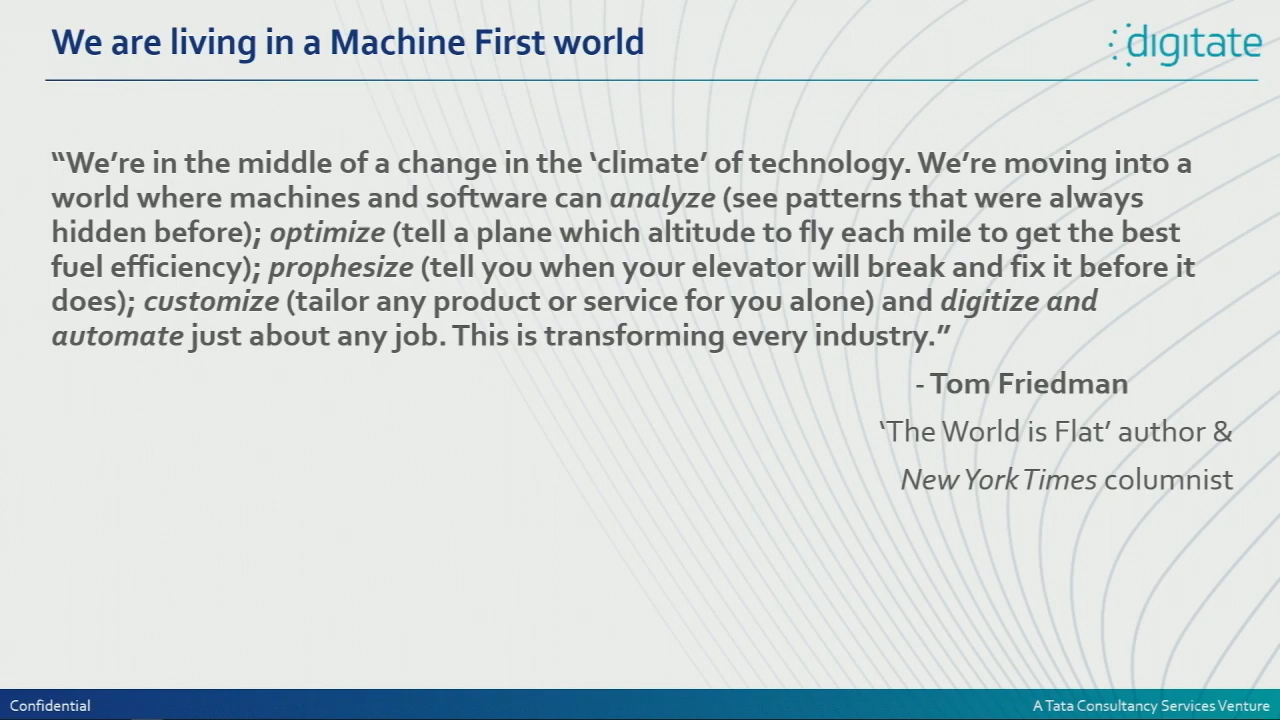 We are living in a Machine First world
digitate
“We’re in the middle of a change in the ‘climate’ of technology. We’re moving into a
world where machines and software can analyze (see patterns that were always
hidden before); optimize (tell a plane which altitude to fly each mile to get the best
fuel efficiency); prophesize (tell you when your elevator will break and fix it before it
does); customize (tailor any product or service for you alone) and digitize and
automate just about any job. This is transforming every industry.”
- Tom Friedman
‘The World is Flat’ author &
New York Times columnist
Confidential
A Tata Consultancy Services Venture